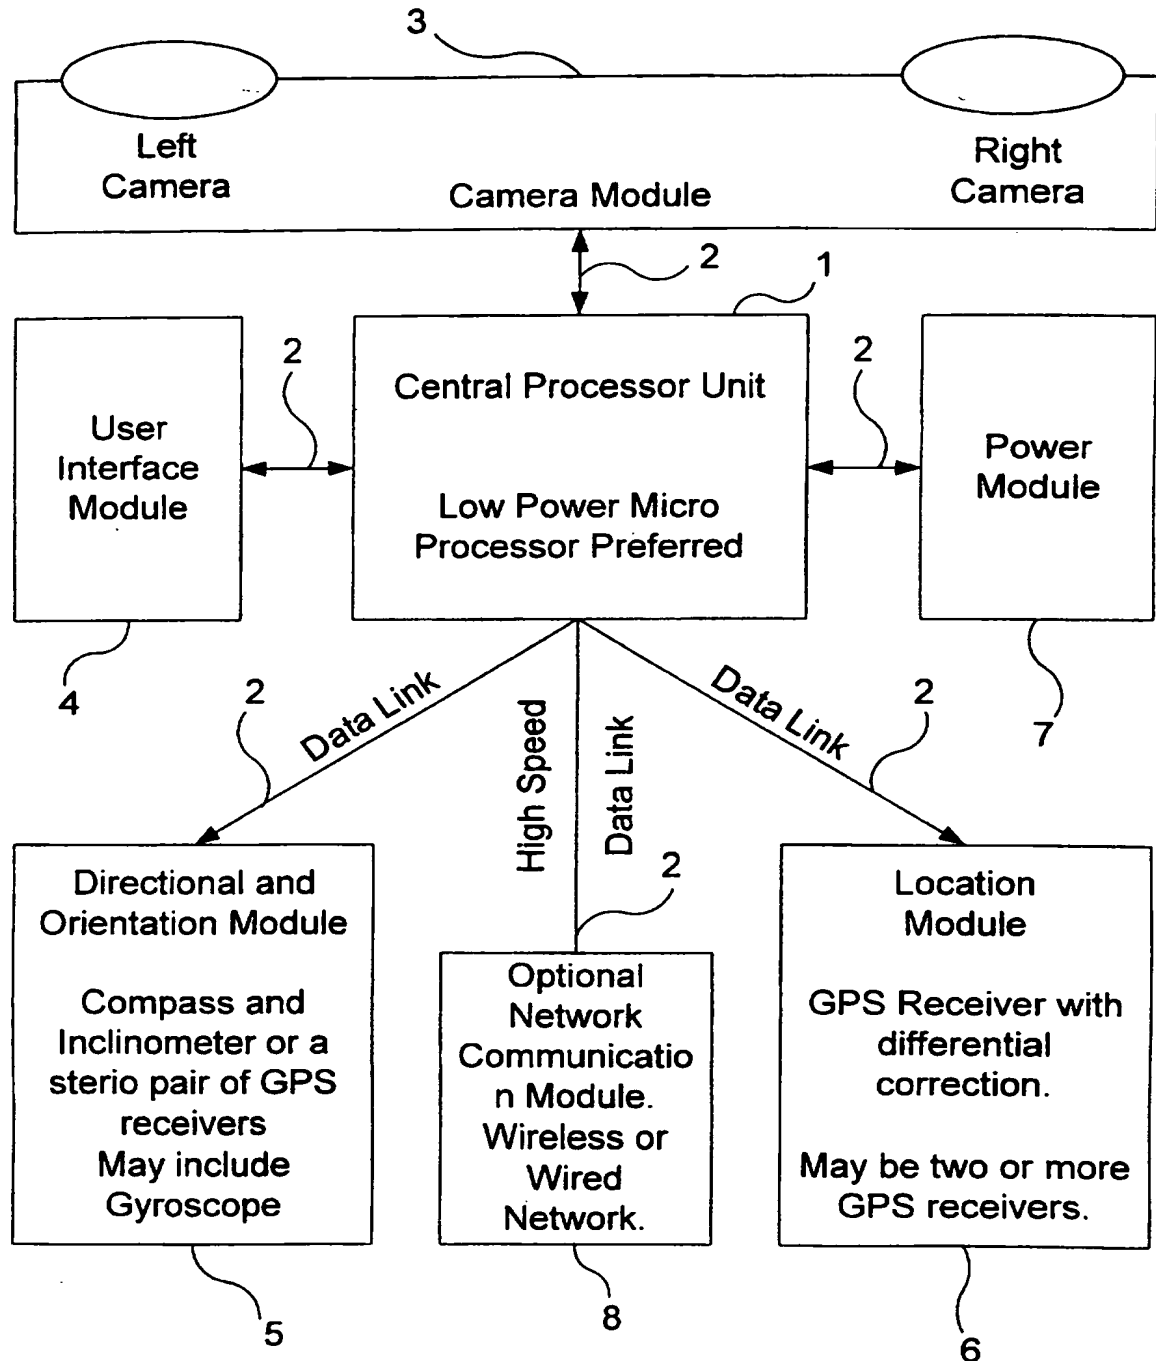 3
Left
Camera
Right
Camera
Camera Module
2
1
2
2
User
Interface
Module
Central Processor Unit
Low Power Micro
Processor Preferred
Power
Module
4
7
2
Data Link
High Speed
Data Link
Data Link
2
2
Directional and
Orientation Module
Compass and
Inclinometer or a
sterio pair of GPS
receivers
May include
Gyroscope
Optional
Network
Communicatio
n Module.
Wireless or
Wired
Network.
Location
Module
GPS Receiver with
differential
correction.
May be two or more
GPS receivers.
5
8
6